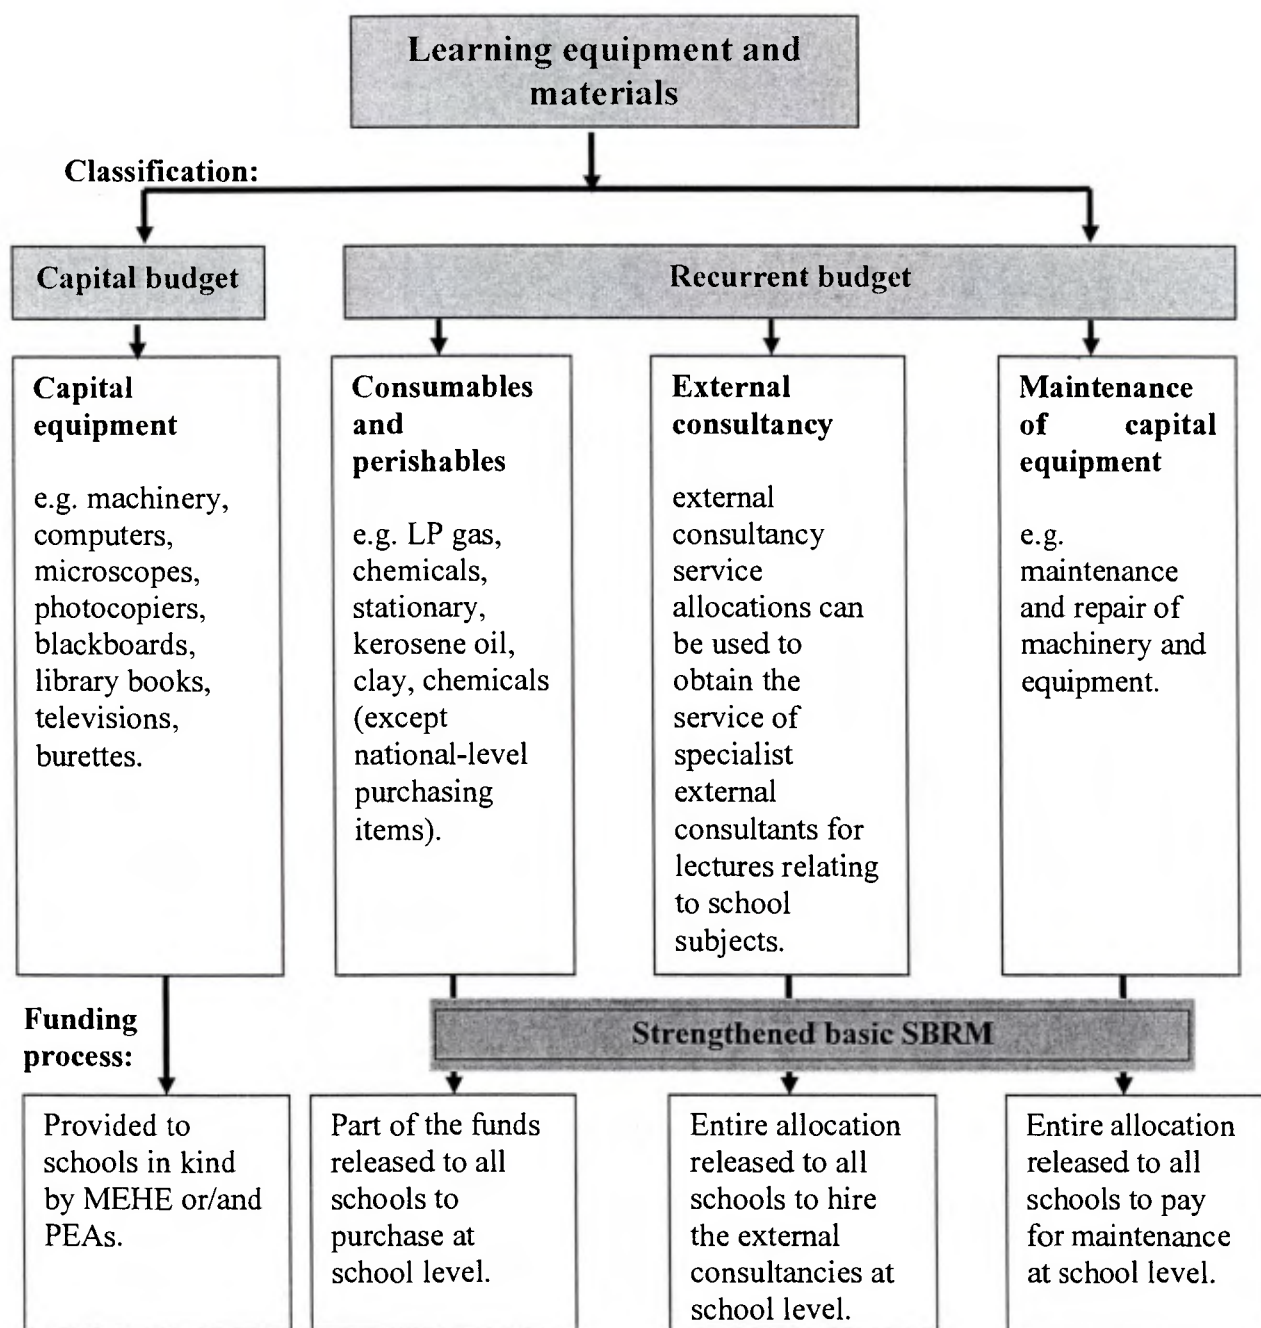 Learning equipment and
materials
Classification:
Capital budget
Recurrent budget
Capital
equipment
e.g. machinery,
computers,
microscopes,
photocopiers,
blackboards,
library books,
televisions,
burettes.
Consumables
and
perishables
e.g. LP gas,
chemicals,
stationary,
kerosene oil,
clay, chemicals
(except
national-level
purchasing
items).
External
consultancy
external
consultancy
service
allocations can
be used to
obtain the
service of
specialist
external
consultants for
lectures relating
to school
subjects.
Maintenance
of capital
equipment
e.g.
maintenance
and repair of
machinery and
equipment.
Funding
process:
Strengthened basic SBRM
Provided to
schools in kind
by MEHE or/and
PEAs.
Part of the funds
released to all
schools to
purchase at
school level.
Entire allocation
released to all
schools to hire
the external
consultancies at
school level.
Entire allocation
released to all
schools to pay
for maintenance
at school level.